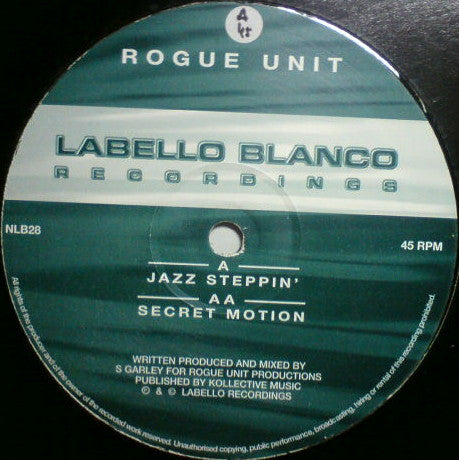 ROGUE UNIT
LABELLO BLANCO
RECORDINGS
NLB28
45 RPM
A
JAZZ STEPPIN'
AA
SECRET MOTION
WRITTEN PRODUCED AND MIXED BY
S GARLEY FOR ROGUE UNIT PRODUCTIONS
PUBLISHED BY KOLLECTIVE MUSIC
℗ & © LABELLO RECORDINGS
All rights of the producer and of the owner of the recorded work reserved. Unauthorised copying, public performance, broadcasting, hiring or rental of this recording prohibited.